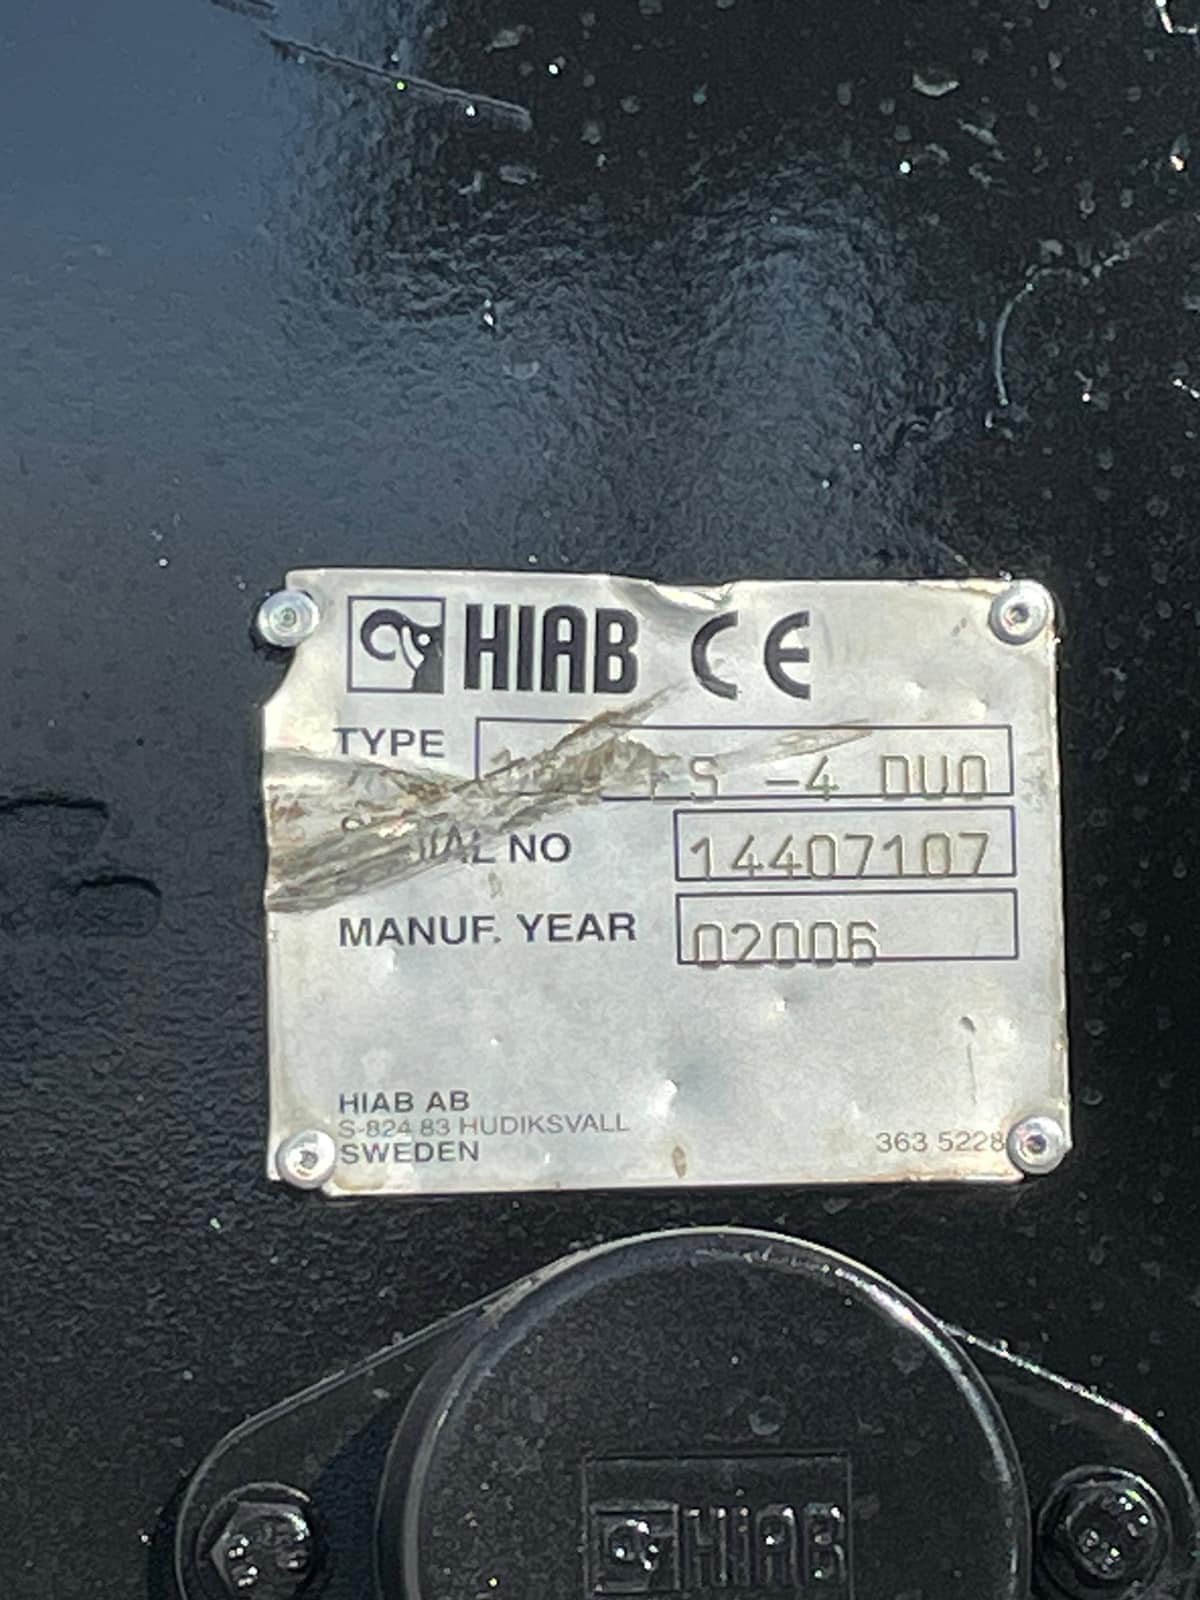 HIAB CE
TYPE ES -4 DUO
NO 14407107
MANUF. YEAR 02006
HIAB AB
S-824 83 HUDIKSVALL
SWEDEN 363 5228
HIAB